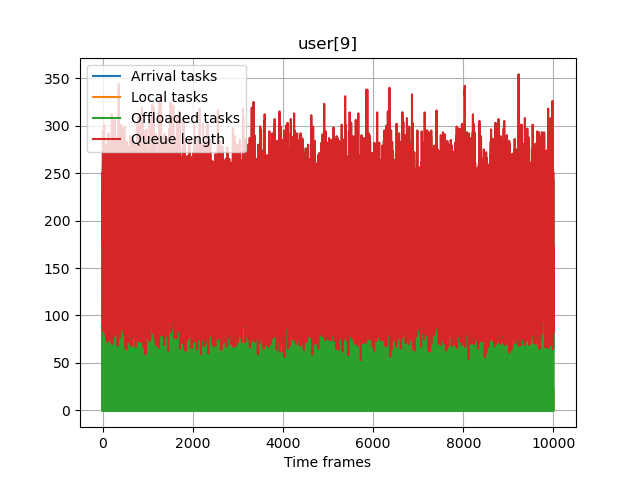 user[9]
Arrival tasks
Local tasks
Offloaded tasks
Queue length
350
300
250
200
150
100
50
0
0 2000 4000 6000 8000 10000
Time frames